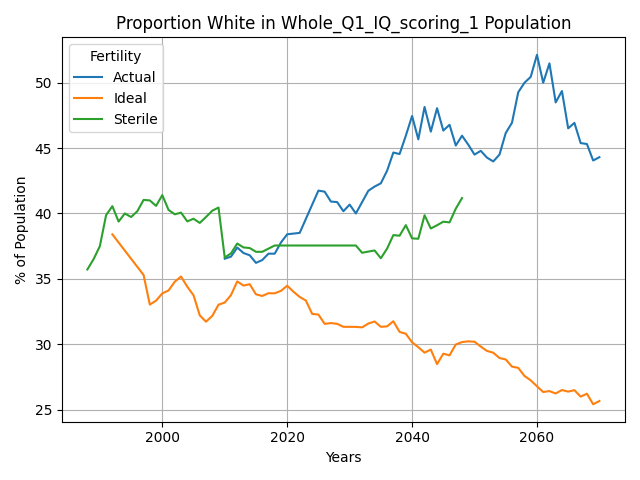 Proportion White in Whole_Q1_IQ_scoring_1 Population
Fertility
Actual
Ideal
Sterile
% of Population
50
45
40
35
30
25
2000
2020
2040
2060
Years